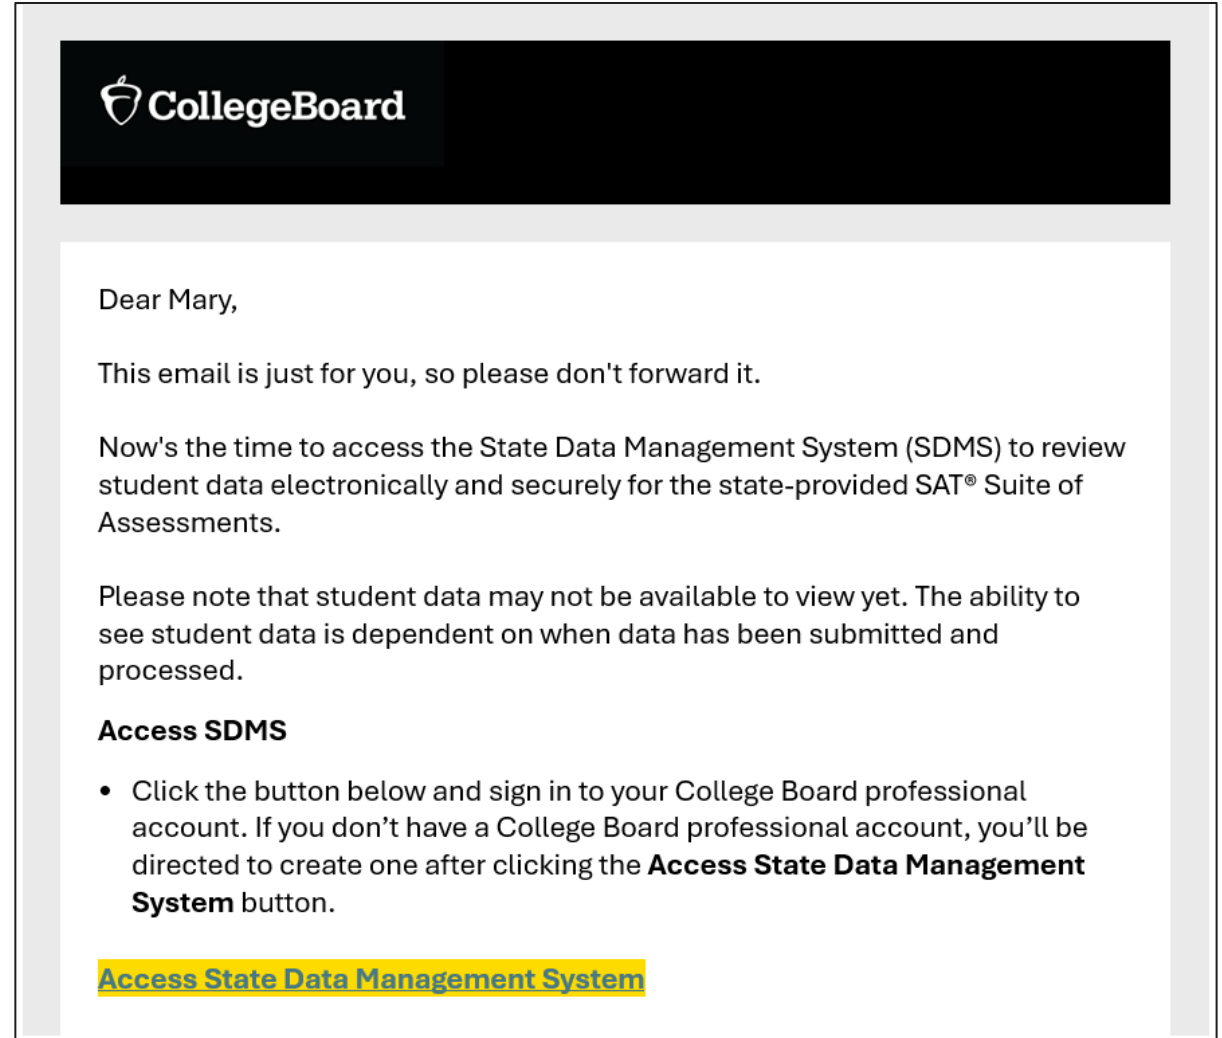 CollegeBoard
Dear Mary,
This email is just for you, so please don't forward it.
Now's the time to access the State Data Management System (SDMS) to review
student data electronically and securely for the state-provided SAT® Suite of
Assessments.
Please note that student data may not be available to view yet. The ability to
see student data is dependent on when data has been submitted and
processed.
Access SDMS
• Click the button below and sign in to your College Board professional
account. If you don’t have a College Board professional account, you’ll be
directed to create one after clicking the Access State Data Management
System button.
Access State Data Management System